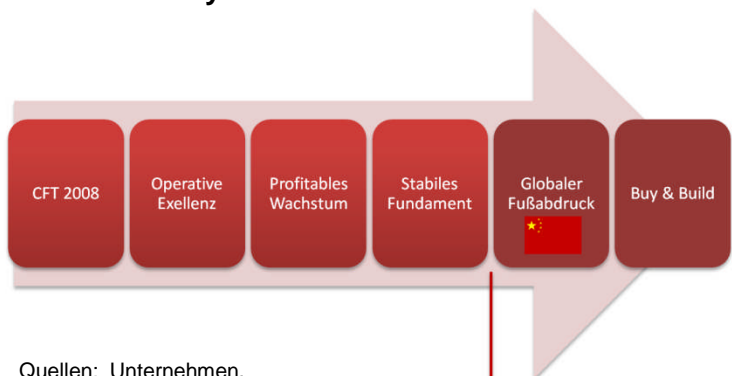 CFT 2008
Operative
Exellenz
Profitables
Wachstum
Stabiles
Fundament
Globaler
Fußabdruck
Buy & Build
Quellen: Unternehmen,